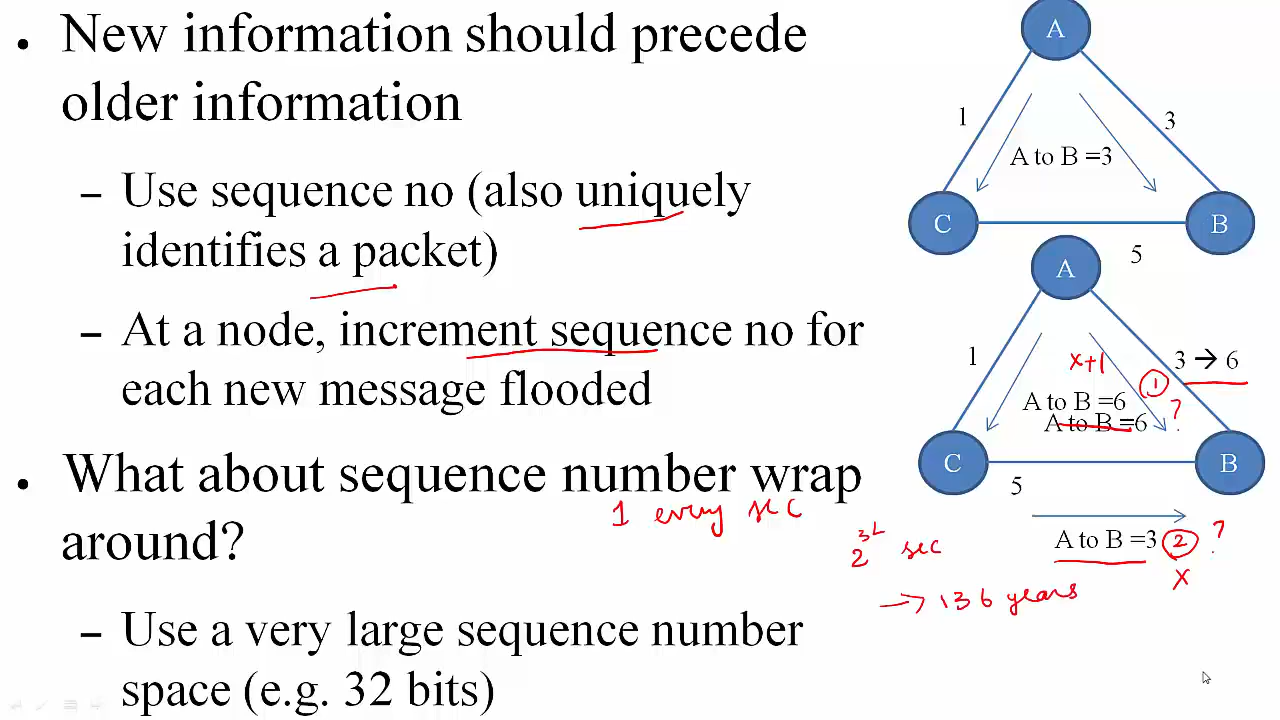 • New information should precede
older information
– Use sequence no (also uniquely
identifies a packet)
– At a node, increment sequence no for
each new message flooded
• What about sequence number wrap
around?
1 every sec
– Use a very large sequence number
space (e.g. 32 bits)
2^32 sec
→ 136 years
A
1
3
A to B =3
C
B
5
A
1
x+1
3 → 6
1
A to B =6
?
A to B =6
C
B
5
A to B =3
2
?
x